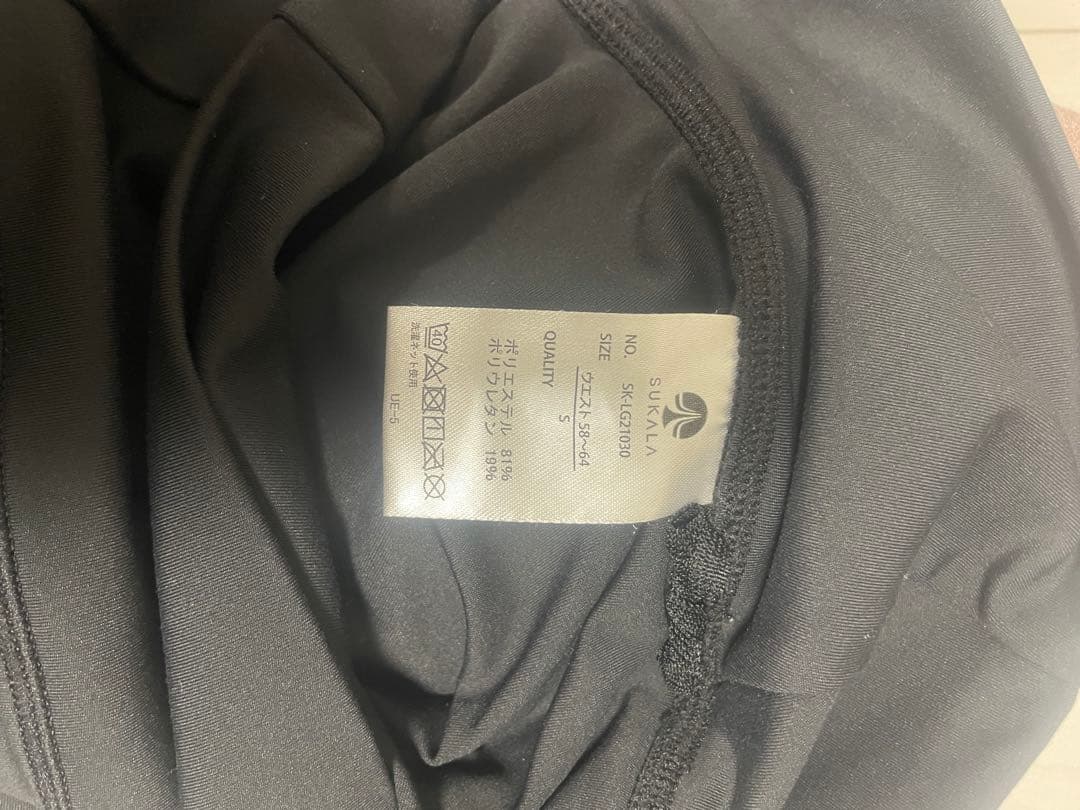 SUKALA
NO. SK-LG21030
SIZE ウエスト58〜64
S
QUALITY
ポリエステル 81%
ポリウレタン 19%
40
洗濯ネット使用
UE-5